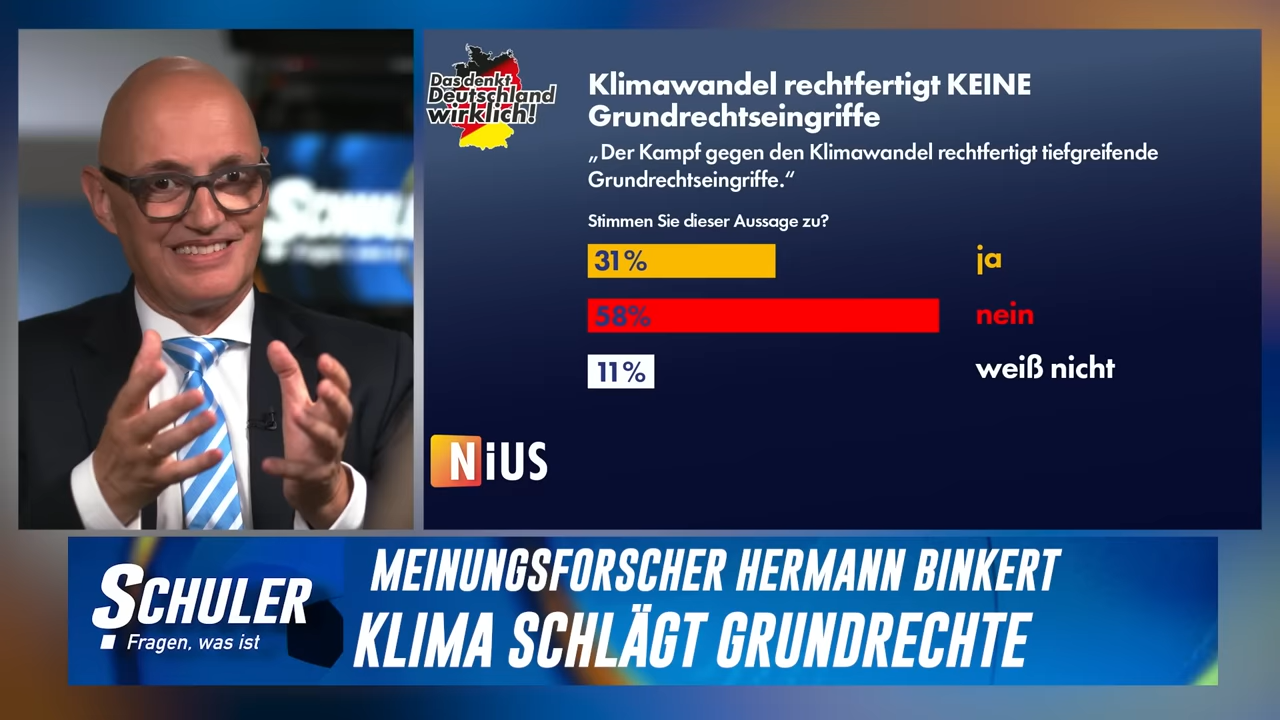 Das denkt
Deutschland
wirklich!
Klimawandel rechtfertigt KEINE
Grundrechtseingriffe
„Der Kampf gegen den Klimawandel rechtfertigt tiefgreifende
Grundrechtseingriffe.“
Stimmen Sie dieser Aussage zu?
31% ja
58% nein
11% weiß nicht
NiUS
SCHULER
Fragen, was ist
MEINUNGSFORSCHER HERMANN BINKERT
KLIMA SCHLÄGT GRUNDRECHTE